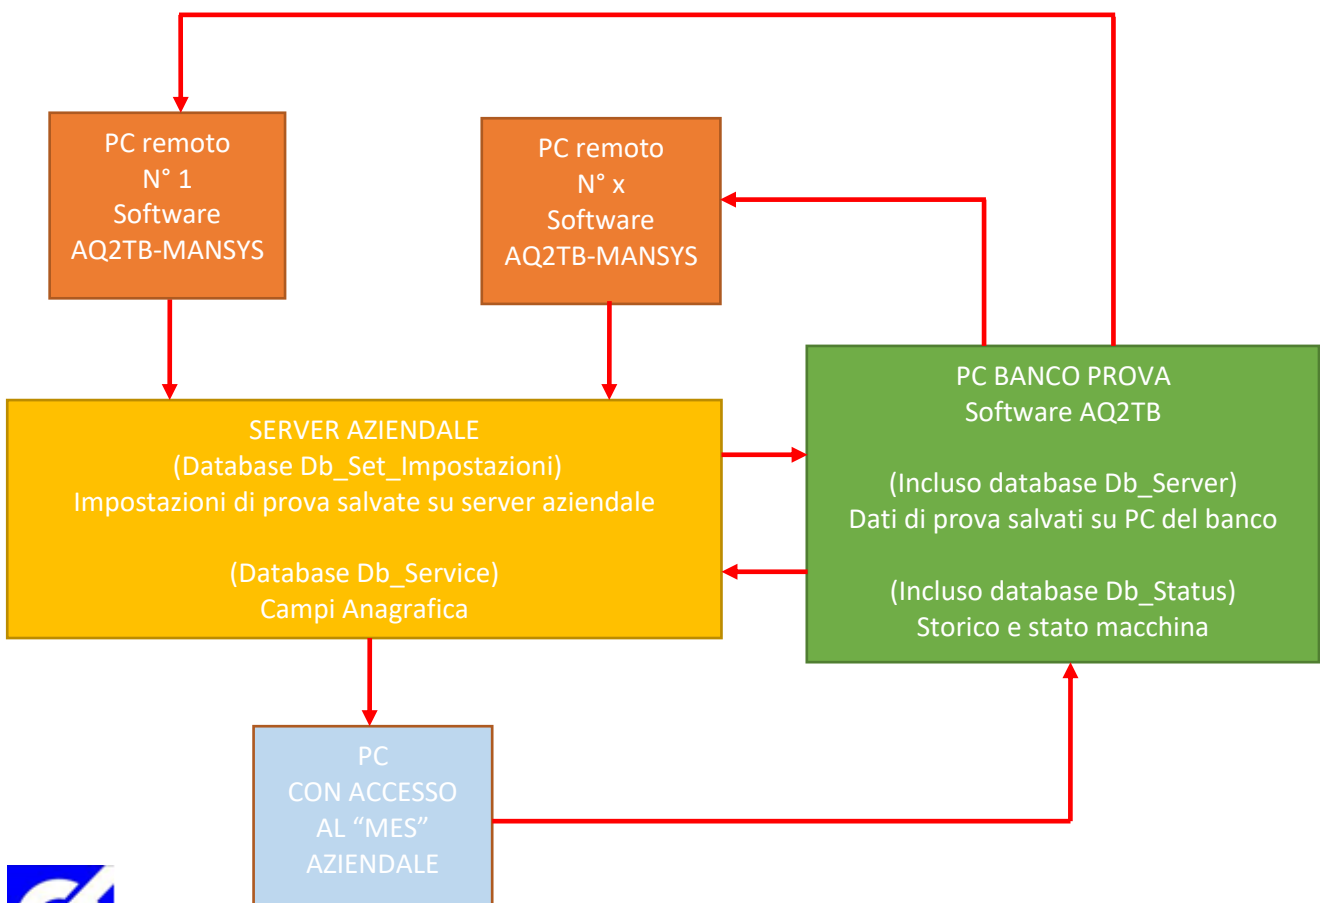 PC remoto
N° 1
Software
AQ2TB-MANSYS
PC remoto
N° x
Software
AQ2TB-MANSYS
SERVER AZIENDALE
(Database Db_Set_Impostazioni)
Impostazioni di prova salvate su server aziendale
(Database Db_Service)
Campi Anagrafica
PC BANCO PROVA
Software AQ2TB
(Incluso database Db_Server)
Dati di prova salvati su PC del banco
(Incluso database Db_Status)
Storico e stato macchina
PC
CON ACCESSO
AL “MES”
AZIENDALE